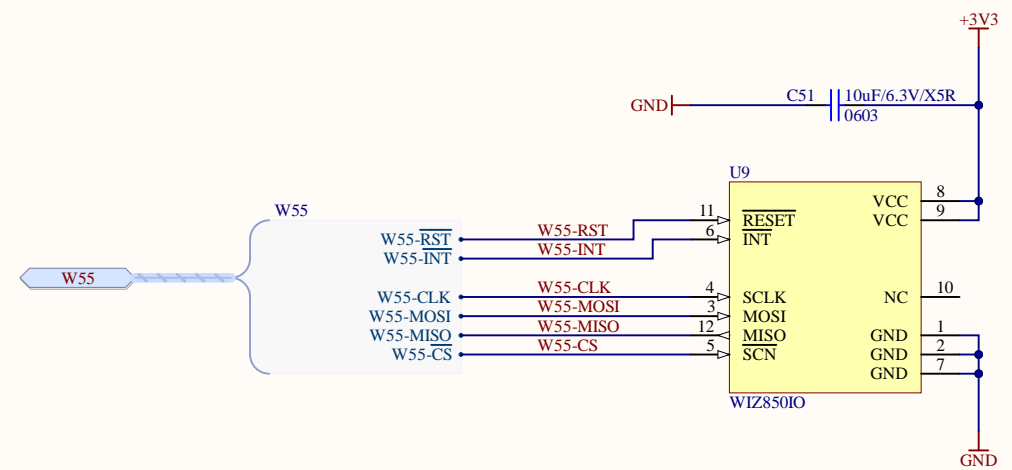 +3V3
C51 10uF/6.3V/X5R
GND
0603
U9
W55
8
VCC
9
VCC
11
RESET
W55-RST W55-RST
6
INT
W55-INT W55-INT
W55
W55-CLK W55-CLK 4 SCLK
NC 10
W55-MOSI W55-MOSI 3 MOSI
W55-MISO W55-MISO 12 MISO
GND 1
W55-CS W55-CS 5 SCN
GND 2
GND 7
WIZ850IO
GND